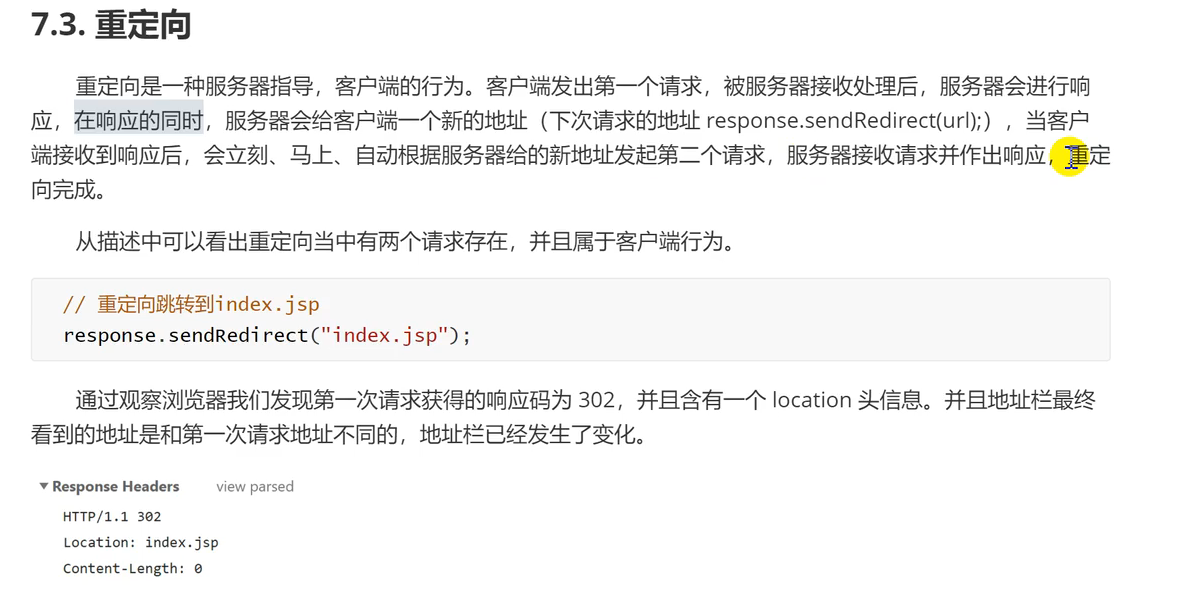 7.3. 重定向
重定向是一种服务器指导，客户端的行为。客户端发出第一个请求，被服务器接收处理后，服务器会进行响
应，在响应的同时，服务器会给客户端一个新的地址（下次请求的地址 response.sendRedirect(url);），当客户
端接收到响应后，会立刻、马上、自动根据服务器给的新地址发起第二个请求，服务器接收请求并作出响应，重定
向完成。
从描述中可以看出重定向当中有两个请求存在，并且属于客户端行为。
// 重定向跳转到index.jsp
response.sendRedirect("index.jsp");
通过观察浏览器我们发现第一次请求获得的响应码为 302，并且含有一个 location 头信息。并且地址栏最终
看到的地址是和第一次请求地址不同的，地址栏已经发生了变化。
Response Headers view parsed
HTTP/1.1 302
Location: index.jsp
Content-Length: 0